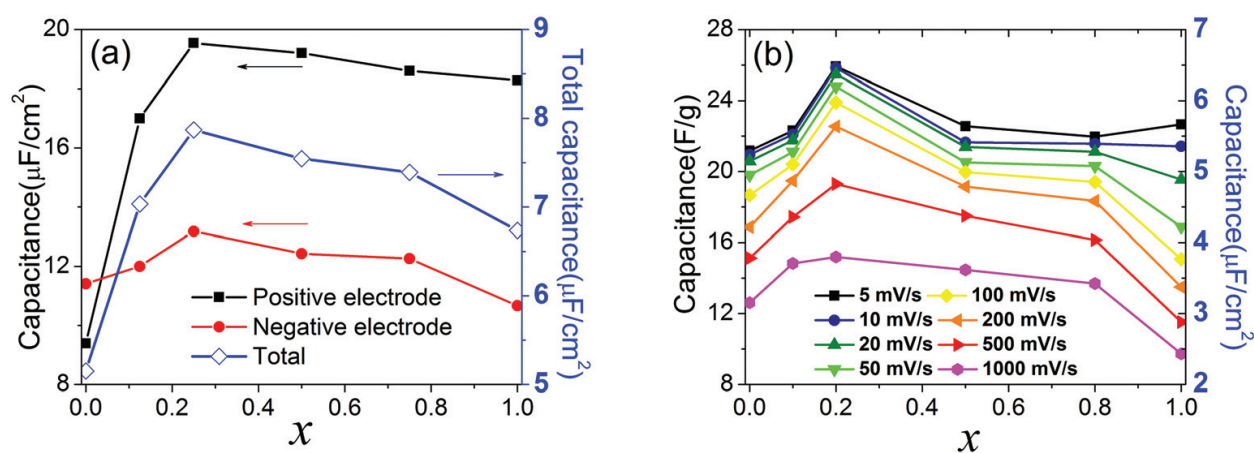 (a)
Capacitance(μF/cm²)
20
16
12
8
Positive electrode
Negative electrode
Total
9
8
7
6
5
Total capacitance(μF/cm²)
0.0 0.2 0.4 0.6 0.8 1.0
x
(b)
Capacitance(F/g)
28
24
20
16
12
8
5 mV/s 100 mV/s
10 mV/s 200 mV/s
20 mV/s 500 mV/s
50 mV/s 1000 mV/s
7
6
5
4
3
2
Capacitance(μF/cm²)
0.0 0.2 0.4 0.6 0.8 1.0
x